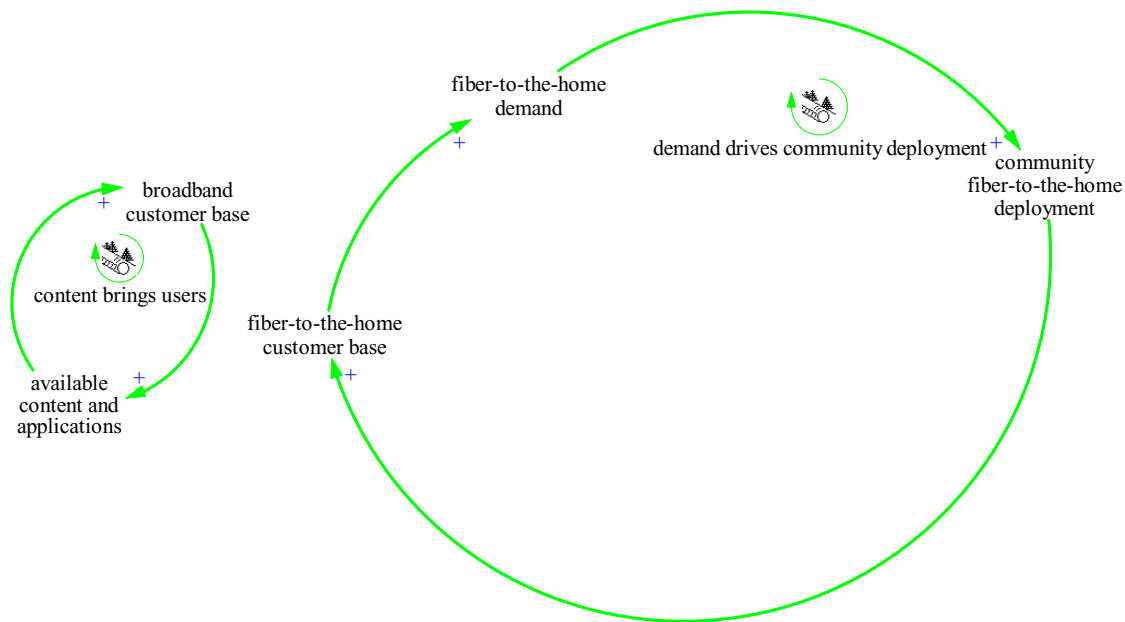 fiber-to-the-home
demand
+
demand drives community deployment
+
community
fiber-to-the-home
deployment
broadband
customer base
+
content brings users
fiber-to-the-home
customer base
+
+
available
content and
applications